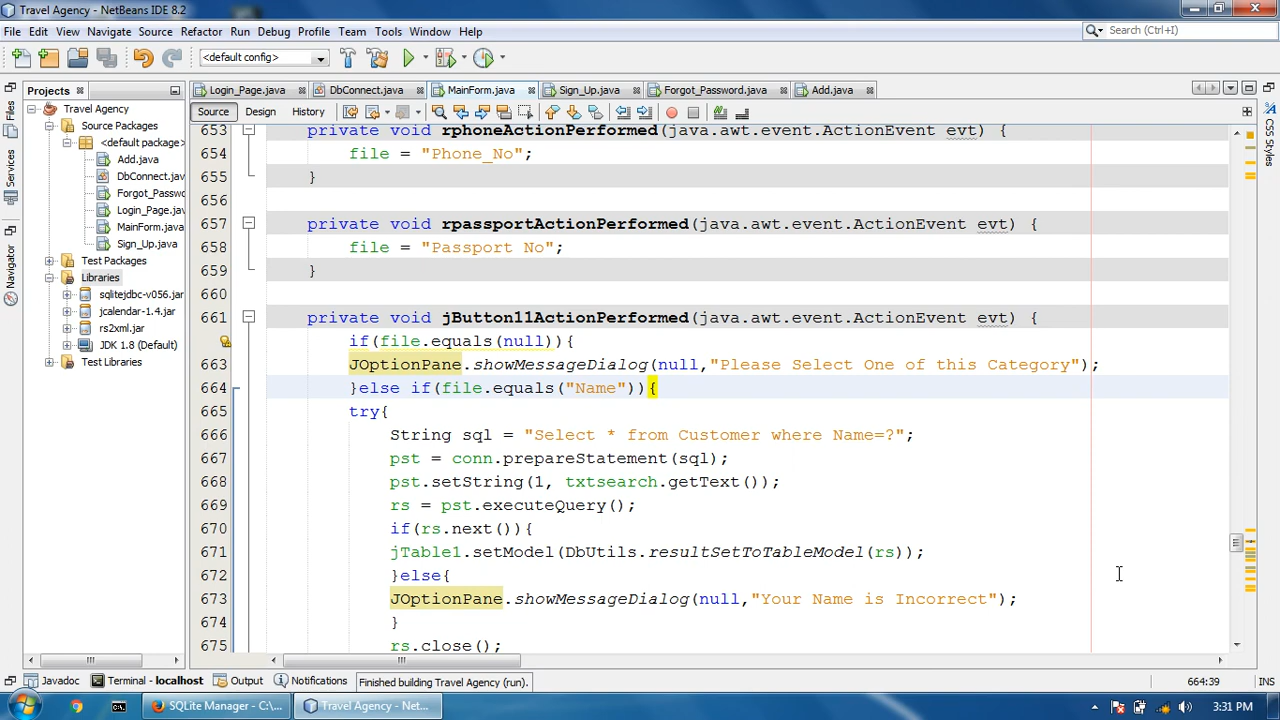 Travel Agency - NetBeans IDE 8.2
File Edit View Navigate Source Refactor Run Debug Profile Team Tools Window Help
Search (Ctrl+I)
<default config>
Projects
Login_Page.java DbConnect.java MainForm.java Sign_Up.java Forgot_Password.java Add.java
Source Design History
Files
Services
Navigator
CSS Styles
Travel Agency
Source Packages
<default package>
Add.java
DbConnect.jav
Forgot_Passwo
Login_Page.jav
MainForm.java
Sign_Up.java
Test Packages
Libraries
sqlitejdbc-v056.jar
jcalendar-1.4.jar
rs2xml.jar
JDK 1.8 (Default)
Test Libraries
653 private void rphoneActionPerformed(java.awt.event.ActionEvent evt) {
654 file = "Phone_No";
655 }
656
657 private void rpassportActionPerformed(java.awt.event.ActionEvent evt) {
658 file = "Passport No";
659 }
660
661 private void jButton11ActionPerformed(java.awt.event.ActionEvent evt) {
if(file.equals(null)){
663 JOptionPane.showMessageDialog(null,"Please Select One of this Category");
664 }else if(file.equals("Name")){
665 try{
666 String sql = "Select * from Customer where Name=?";
667 pst = conn.prepareStatement(sql);
668 pst.setString(1, txtsearch.getText());
669 rs = pst.executeQuery();
670 if(rs.next()){
671 jTable1.setModel(DbUtils.resultSetToTableModel(rs));
672 }else{
673 JOptionPane.showMessageDialog(null,"Your Name is Incorrect");
674 }
675 rs.close();
Javadoc Terminal - localhost Output Notifications Finished building Travel Agency (run). 664:39 INS
SQLite Manager - C:\... Travel Agency - Net... 3:31 PM